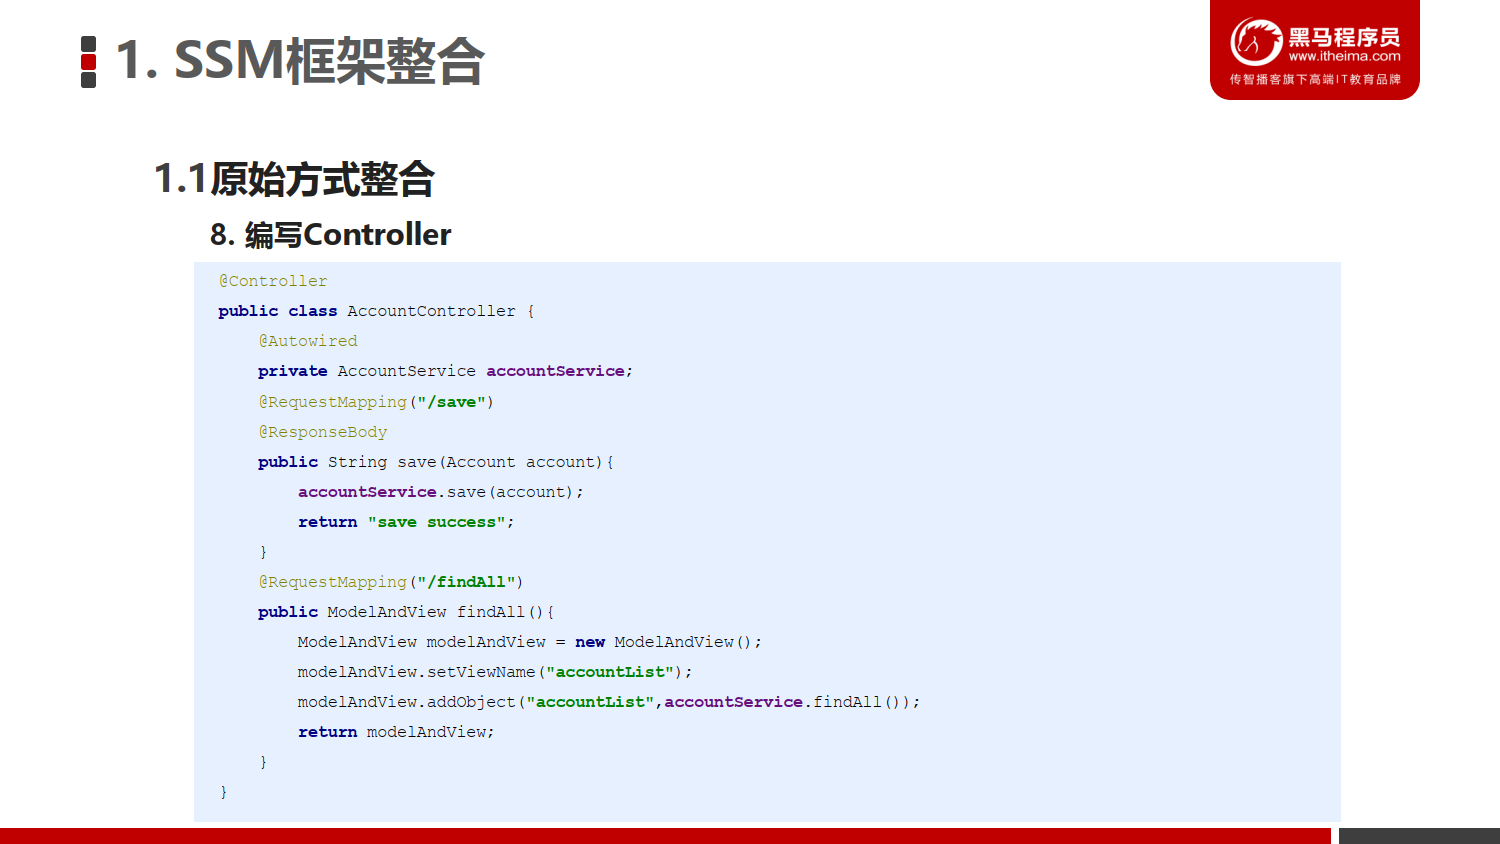 1. SSM框架整合
黑马程序员
www.itheima.com
传智播客旗下高端IT教育品牌
1.1原始方式整合
8. 编写Controller
@Controller
public class AccountController {
    @Autowired
    private AccountService accountService;
    @RequestMapping("/save")
    @ResponseBody
    public String save(Account account){
        accountService.save(account);
        return "save success";
    }
    @RequestMapping("/findAll")
    public ModelAndView findAll(){
        ModelAndView modelAndView = new ModelAndView();
        modelAndView.setViewName("accountList");
        modelAndView.addObject("accountList",accountService.findAll());
        return modelAndView;
    }
}